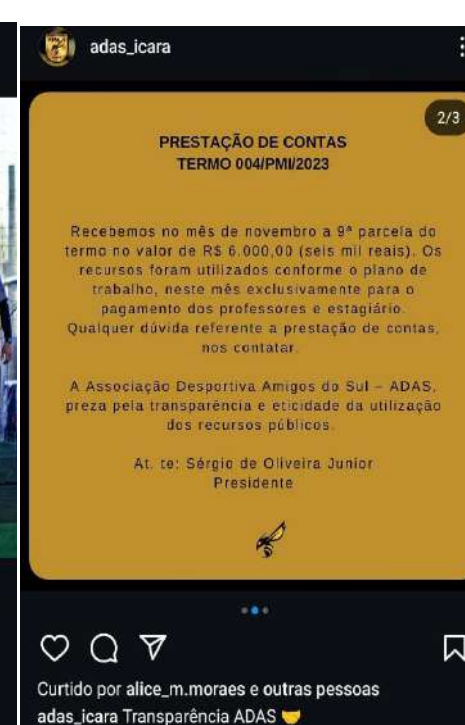 adas_icara
2/3
PRESTAÇÃO DE CONTAS
TERMO 004/PMI/2023
Recebemos no mês de novembro a 9ª parcela do
termo no valor de R$ 6.000,00 (seis mil reais). Os
recursos foram utilizados conforme o plano de
trabalho, neste mês exclusivamente para o
pagamento dos professores e estagiário.
Qualquer dúvida referente a prestação de contas,
nos contatar.
A Associação Desportiva Amigos do Sul – ADAS,
preza pela transparência e eticidade da utilização
dos recursos públicos.
At. te: Sérgio de Oliveira Junior
Presidente
Curtido por alice_m.moraes e outras pessoas
adas_icara Transparência ADAS 🤝